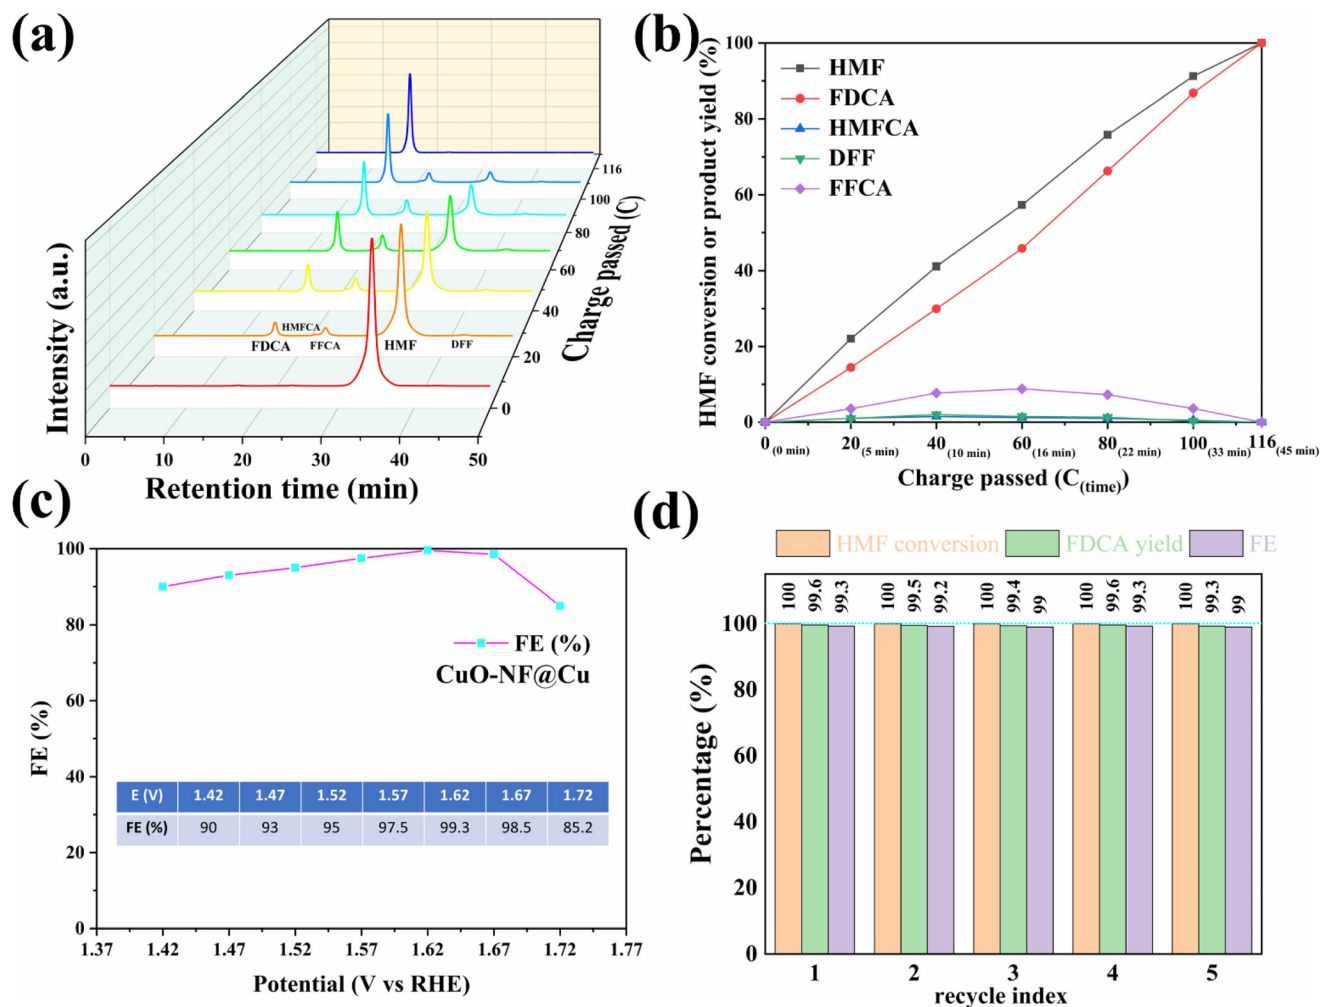 (a)
Intensity (a.u.)
HMFCA
FDCA
FFCA
HMF
DFF
0
20
40
60
80
100
116
Charge passed (C)
0
10
20
30
40
50
Retention time (min)
(b)
HMF conversion or product yield (%)
100
80
60
40
20
0
HMF
FDCA
HMFCA
DFF
FFCA
0(0 min)
20(5 min)
40(10 min)
60(16 min)
80(22 min)
100(33 min)
116(45 min)
Charge passed (C(time))
(c)
FE (%)
100
80
60
40
20
0
FE (%)
CuO-NF@Cu
E (V) 1.42 1.47 1.52 1.57 1.62 1.67 1.72
FE (%) 90 93 95 97.5 99.3 98.5 85.2
1.37 1.42 1.47 1.52 1.57 1.62 1.67 1.72 1.77
Potential (V vs RHE)
(d)
HMF conversion FDCA yield FE
100 99.6 99.3 100 99.5 99.2 100 99.4 99 100 99.6 99.3 100 99.3 99
Percentage (%)
100
80
60
40
20
0
1 2 3 4 5
recycle index